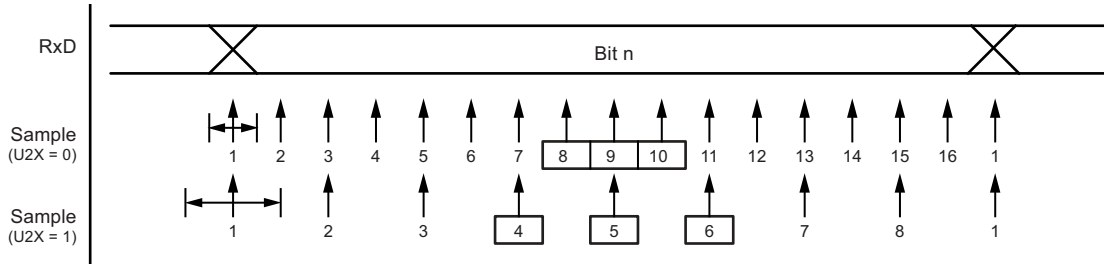 RxD
Bit n
Sample
(U2X = 0)
1 2 3 4 5 6 7 8 9 10 11 12 13 14 15 16 1
Sample
(U2X = 1)
1 2 3 4 5 6 7 8 1